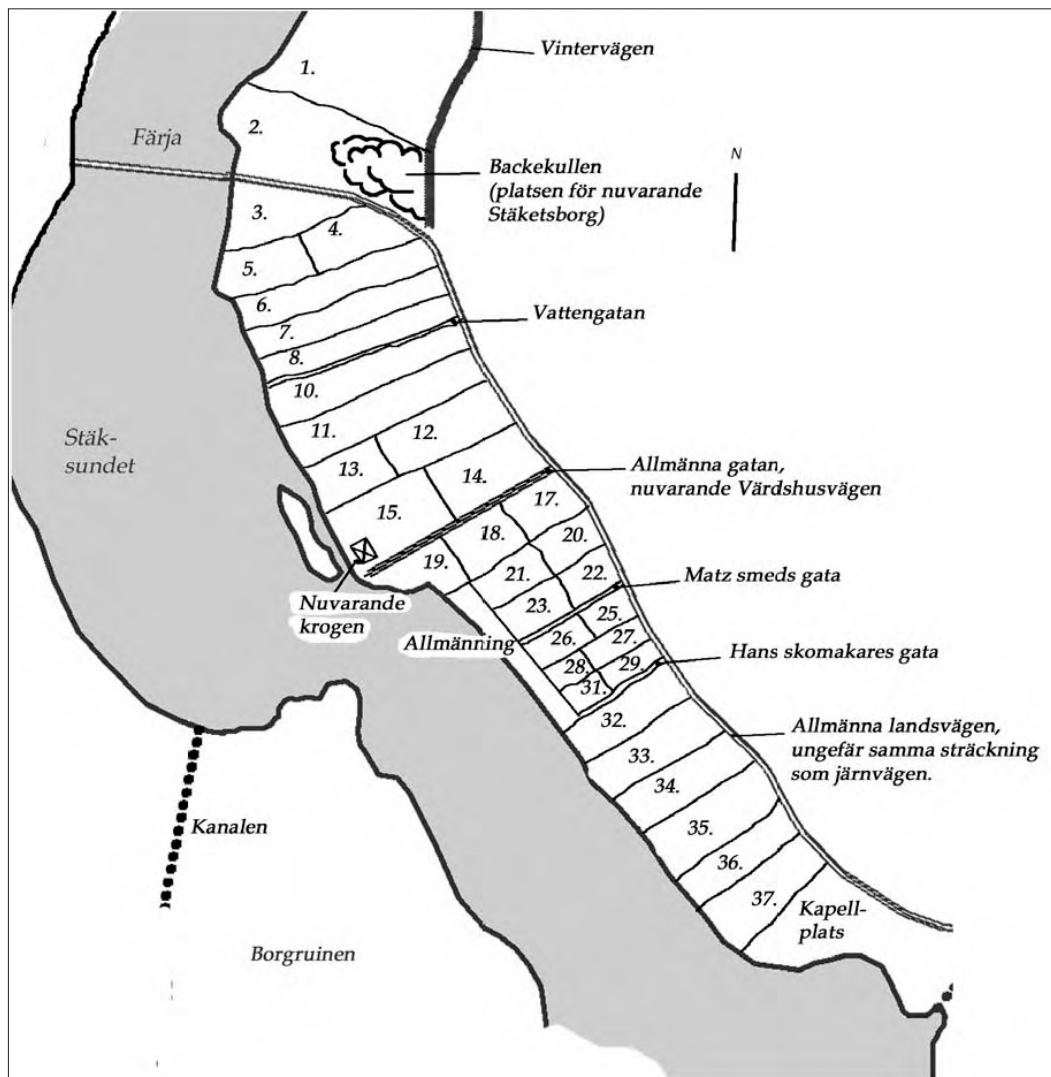 Vintervägen
1.
2.
Färja
Backekullen
(platsen för nuvarande
Stäketsborg)
N
3.
4.
5.
6.
7.
Vattengatan
8.
10.
11.
12.
Stäk-
sundet
13.
14.
Allmänna gatan,
nuvarande Värdshusvägen
15.
17.
18.
20.
19.
21.
22.
Matz smeds gata
23.
25.
Nuvarande
krogen
Allmänning
26.
27.
28.
29.
Hans skomakares gata
31.
32.
Allmänna landsvägen,
ungefär samma sträckning
som järnvägen.
33.
34.
35.
Kanalen
36.
37.
Kapell-
plats
Borgruinen